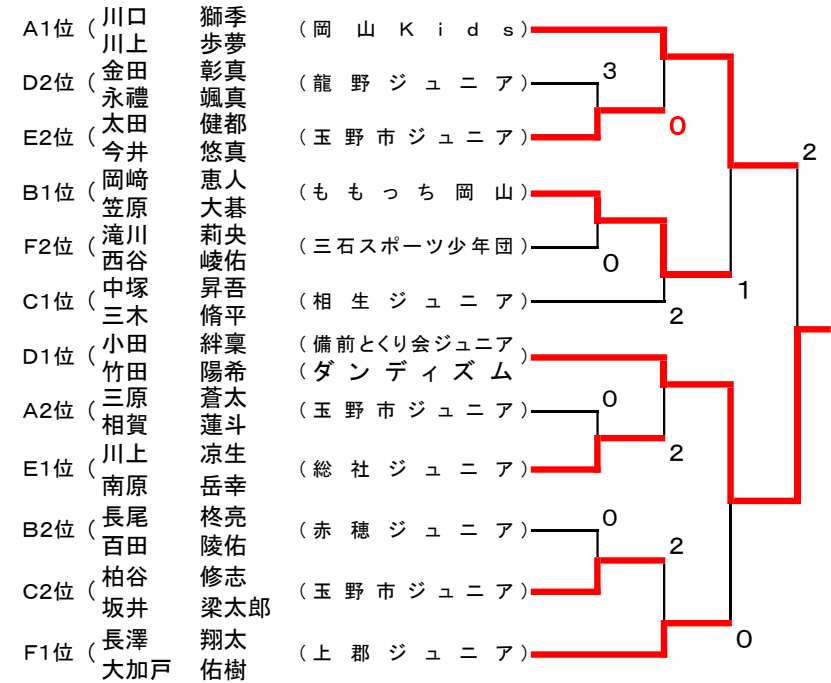 A1位 ( 川口 獅季 (岡山Kids)
川上 歩夢
D2位 ( 金田 彰真 (龍野ジュニア)
永禮 颯真
3
E2位 ( 太田 健都 (玉野市ジュニア)
今井 悠真
0
2
B1位 ( 岡﨑 恵人 (ももっち岡山)
笠原 大碁
F2位 ( 滝川 莉央 (三石スポーツ少年団)
西谷 崚佑
0
1
C1位 ( 中塚 昇吾 (相生ジュニア)
三木 脩平
2
D1位 ( 小田 絆稟 (備前とくり会ジュニア)
竹田 陽希 (ダンディズム
A2位 ( 三原 蒼太 (玉野市ジュニア)
相賀 蓮斗
0
E1位 ( 川上 凉生 (総社ジュニア)
南原 岳幸
2
B2位 ( 長尾 柊亮 (赤穂ジュニア)
百田 陵佑
0
2
C2位 ( 柏谷 修志 (玉野市ジュニア)
坂井 梁太郎
F1位 ( 長澤 翔太 (上郡ジュニア)
大加戸 佑樹
0